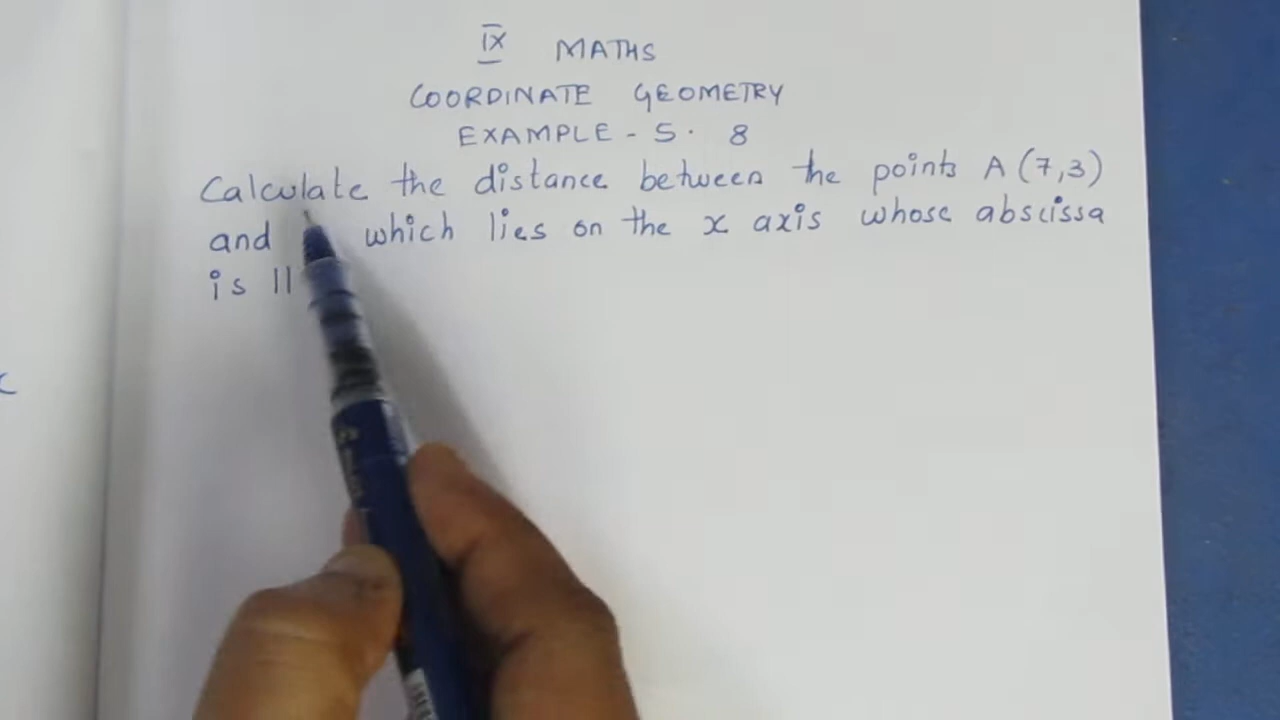 IX MATHS
COORDINATE GEOMETRY
EXAMPLE - 5. 8
Calculate the distance between the points A (7,3)
and which lies on the x axis whose abscissa
is 11